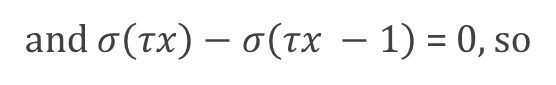 and σ(τx) − σ(τx − 1) = 0, so